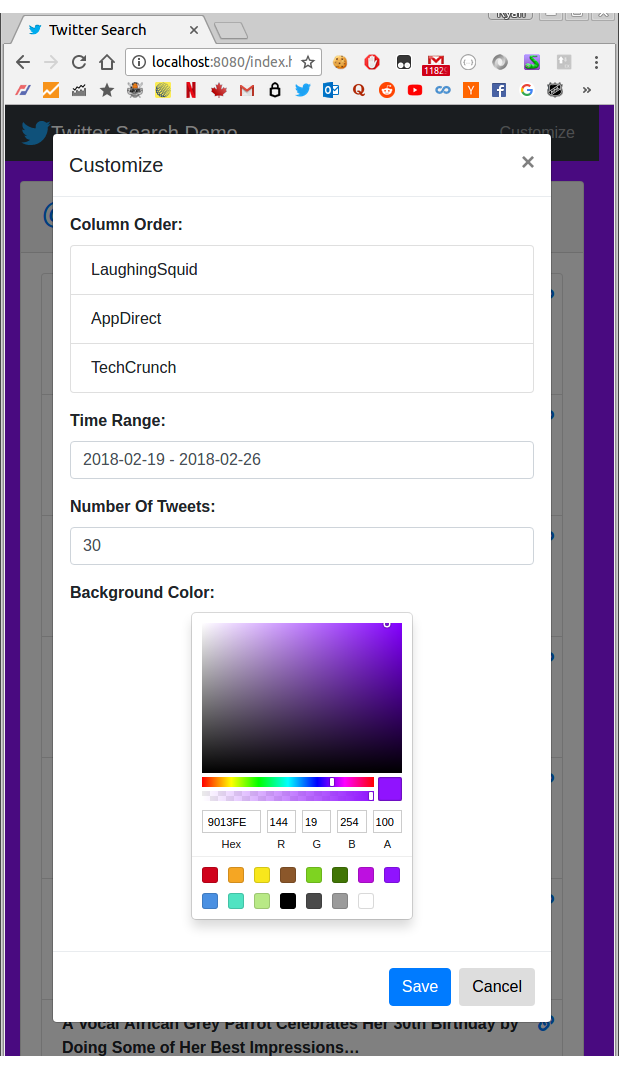 Ryan
Twitter Search
localhost:8080/index.h
1182
Twitter Search Demo
Customize
Customize
×
Column Order:
LaughingSquid
AppDirect
TechCrunch
Time Range:
2018-02-19 - 2018-02-26
Number Of Tweets:
30
Background Color:
9013FE 144 19 254 100
Hex R G B A
Save Cancel
A Vocal African Grey Parrot Celebrates Her 30th Birthday by
Doing Some of Her Best Impressions…